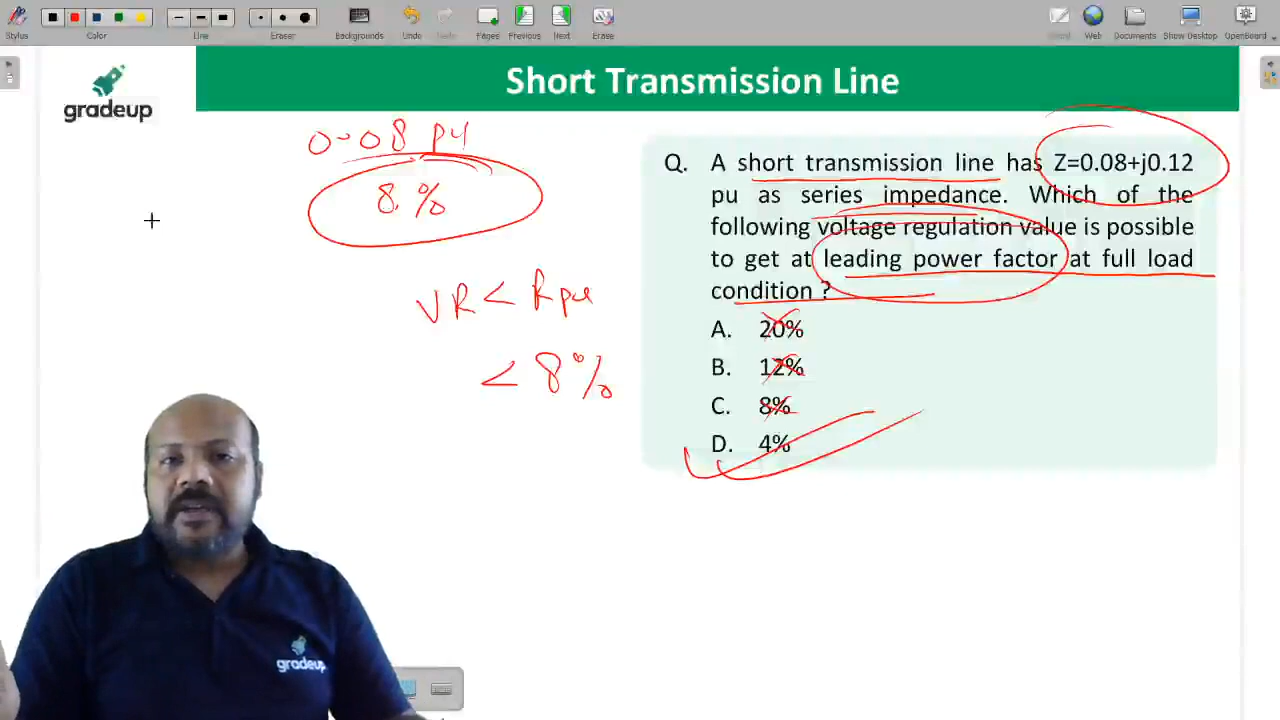 Stylus
Color
Line
Eraser
Backgrounds
Undo
Pages
Previous
Next
Erase
Web
Documents
Show Desktop
OpenBoard
gradeup
Short Transmission Line
0.08 pu
8%
VR < Rpu
< 8%
Q. A short transmission line has Z=0.08+j0.12
pu as series impedance. Which of the
following voltage regulation value is possible
to get at leading power factor at full load
condition ?
A. 20%
B. 12%
C. 8%
D. 4%
gradeup